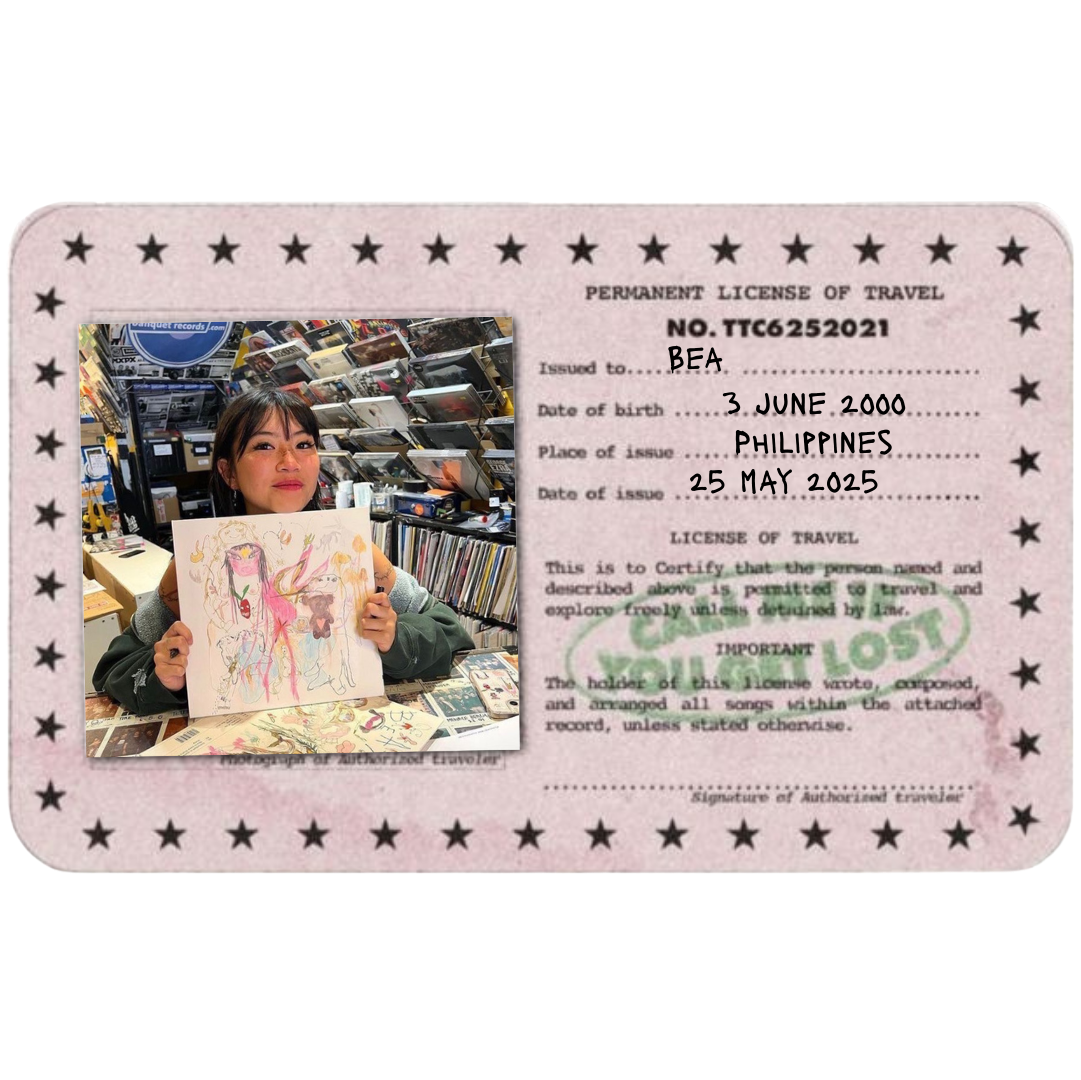 banquet records .com
MXPX
PERMANENT LICENSE OF TRAVEL
NO. TTC6252021
Issued to.... BEA ...............................
Date of birth ..... 3 JUNE 2000 .........
Place of issue ..... PHILIPPINES ............
Date of issue .. 25 MAY 2025 ..............
LICENSE OF TRAVEL
This is to Certify that the person named and
described above is permitted to travel and
explore freely unless detained by law.
CALL ME IF
YOU GET LOST
IMPORTANT
The holder of this license wrote, composed,
and arranged all songs within the attached
record, unless stated otherwise.
Photograph of Authorized traveler
Signature of Authorized traveler